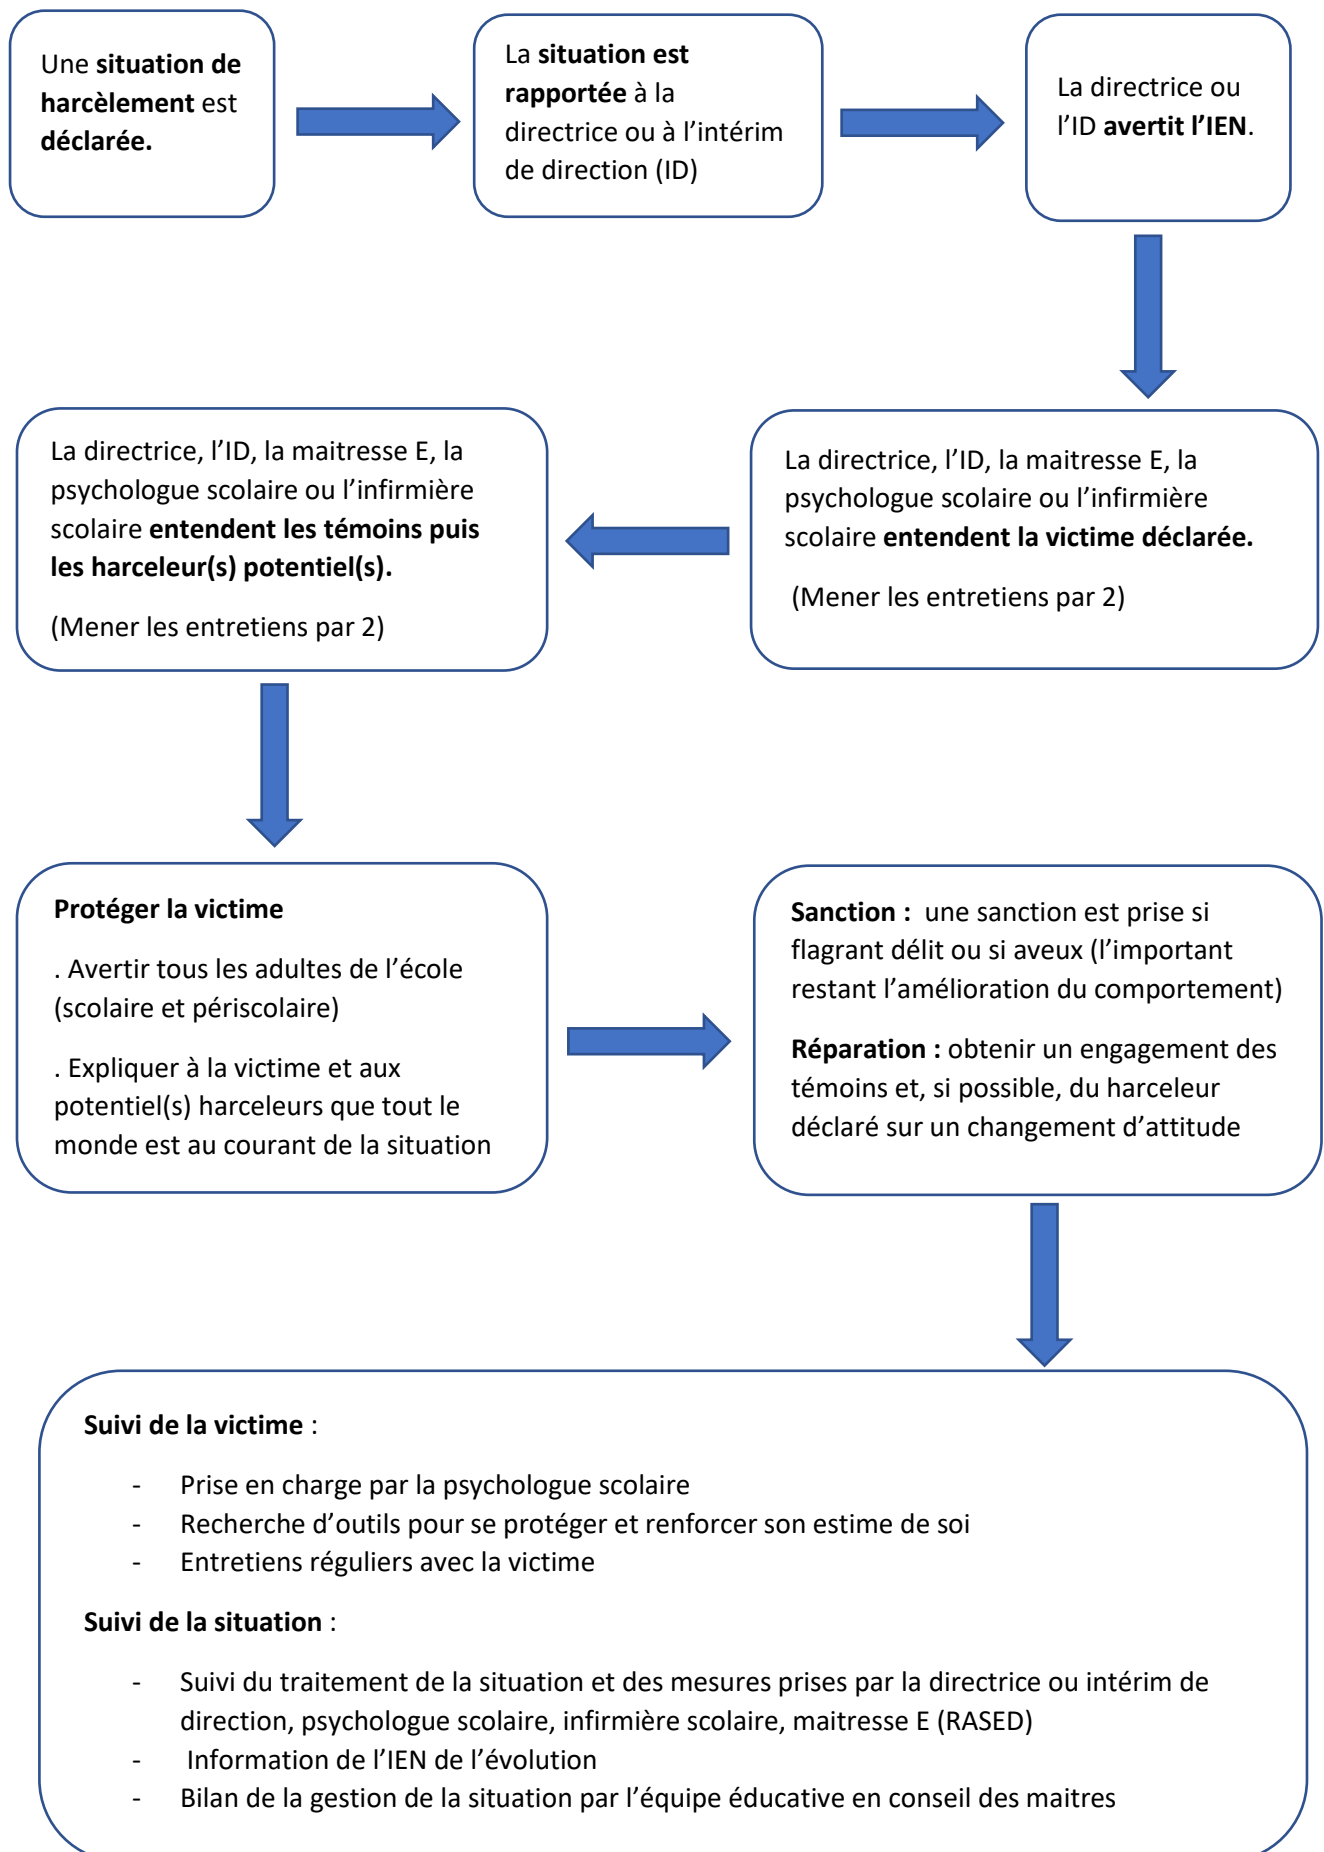 Une situation de
harcèlement est
déclarée.
La situation est
rapportée à la
directrice ou à l’intérim
de direction (ID)
La directrice ou
l’ID avertit l’IEN.
La directrice, l’ID, la maitresse E, la
psychologue scolaire ou l’infirmière
scolaire entendent la victime déclarée.
(Mener les entretiens par 2)
La directrice, l’ID, la maitresse E, la
psychologue scolaire ou l’infirmière
scolaire entendent les témoins puis
les harceleur(s) potentiel(s).
(Mener les entretiens par 2)
Protéger la victime
. Avertir tous les adultes de l’école
(scolaire et périscolaire)
. Expliquer à la victime et aux
potentiel(s) harceleurs que tout le
monde est au courant de la situation
Sanction : une sanction est prise si
flagrant délit ou si aveux (l’important
restant l’amélioration du comportement)
Réparation : obtenir un engagement des
témoins et, si possible, du harceleur
déclaré sur un changement d’attitude
Suivi de la victime :
- Prise en charge par la psychologue scolaire
- Recherche d’outils pour se protéger et renforcer son estime de soi
- Entretiens réguliers avec la victime
Suivi de la situation :
- Suivi du traitement de la situation et des mesures prises par la directrice ou intérim de
direction, psychologue scolaire, infirmière scolaire, maitresse E (RASED)
- Information de l’IEN de l’évolution
- Bilan de la gestion de la situation par l’équipe éducative en conseil des maitres